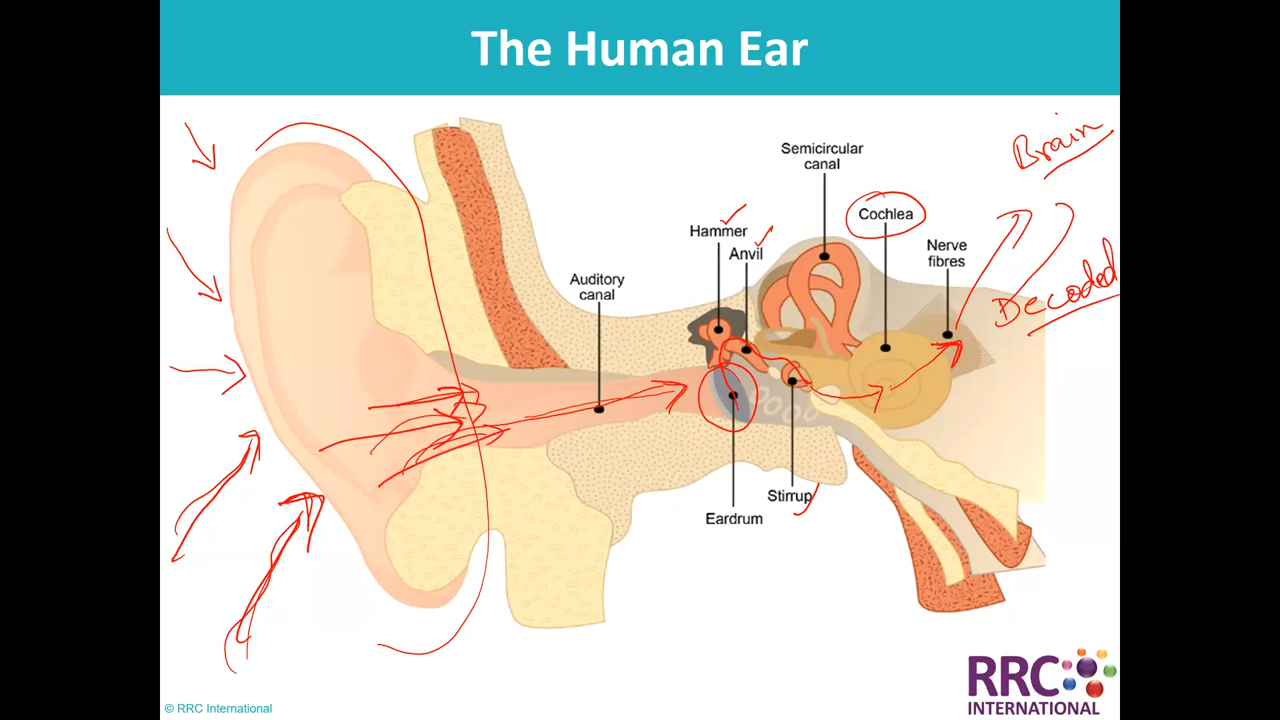 The Human Ear
Brain
Semicircular
canal
Cochlea
Hammer
Anvil
Nerve
fibres
Decoded
Auditory
canal
Stirrup
Eardrum
RRC
INTERNATIONAL
© RRC International